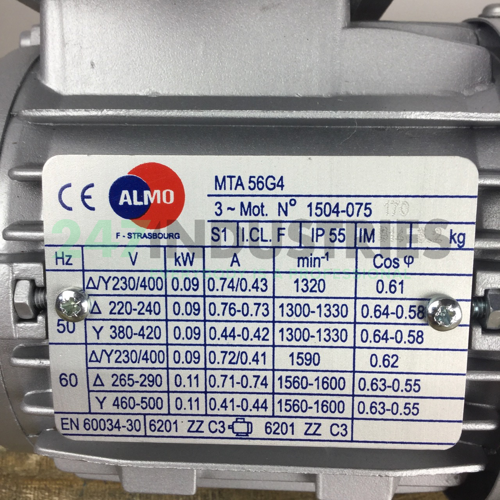 MTA 56G4
CE ALMO
3 ~ Mot. N° 1504-075
F - STRASBOURG S1 I.CL. F IP 55 IM kg
24-7 INDUSTRIES
Hz V kW A min-1 Cos φ
Δ/Y230/400 0.09 0.74/0.43 1320 0.61
50 Δ 220-240 0.09 0.76-0.73 1300-1330 0.64-0.58
Y 380-420 0.09 0.44-0.42 1300-1330 0.64-0.58
Δ/Y230/400 0.09 0.72/0.41 1590 0.62
60 Δ 265-290 0.11 0.71-0.74 1560-1600 0.63-0.55
Y 460-500 0.11 0.41-0.44 1560-1600 0.63-0.55
EN 60034-30 6201 ZZ C3 6201 ZZ C3